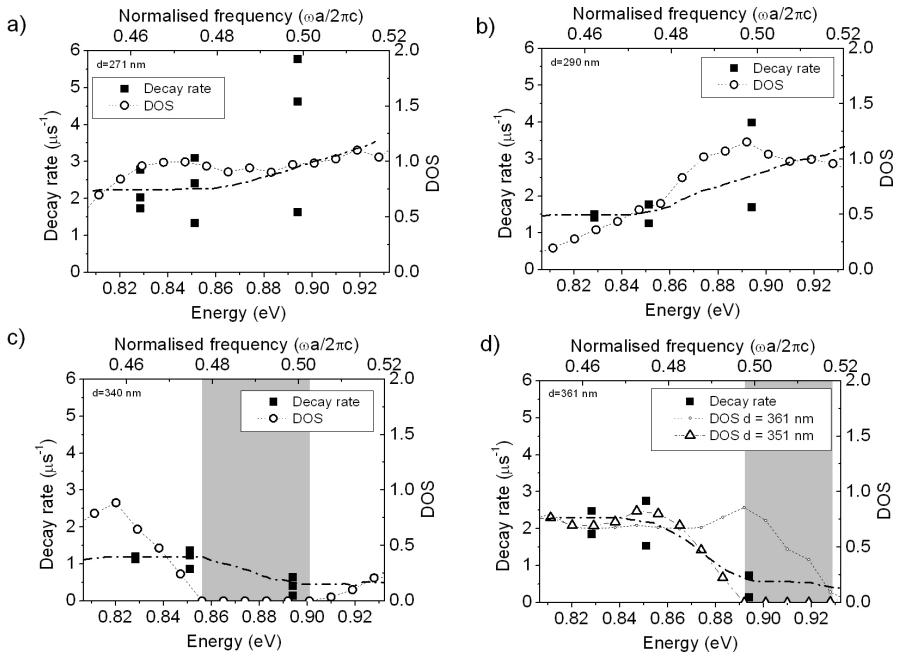 a)
Normalised frequency (ωa/2πc)
0.46 0.48 0.50 0.52
d=271 nm
Decay rate
DOS
Decay rate (μs⁻¹)
6
5
4
3
2
1
0
2.0
1.5
1.0
0.5
0.0
DOS
0.82 0.84 0.86 0.88 0.90 0.92
Energy (eV)
b)
Normalised frequency (ωa/2πc)
0.46 0.48 0.50 0.52
d=290 nm
Decay rate
DOS
Decay rate (μs⁻¹)
6
5
4
3
2
1
0
2.0
1.5
1.0
0.5
0.0
DOS
0.82 0.84 0.86 0.88 0.90 0.92
Energy (eV)
c)
Normalised frequency (ωa/2πc)
0.46 0.48 0.50 0.52
d=340 nm
Decay rate
DOS
Decay rate (μs⁻¹)
6
5
4
3
2
1
0
2.0
1.5
1.0
0.5
0.0
DOS
0.82 0.84 0.86 0.88 0.90 0.92
Energy (eV)
d)
Normalised frequency (ωa/2πc)
0.46 0.48 0.50 0.52
d=361 nm
Decay rate
DOS d = 361 nm
DOS d = 351 nm
Decay rate (μs⁻¹)
6
5
4
3
2
1
0
2.0
1.5
1.0
0.5
0.0
DOS
0.82 0.84 0.86 0.88 0.90 0.92
Energy (eV)